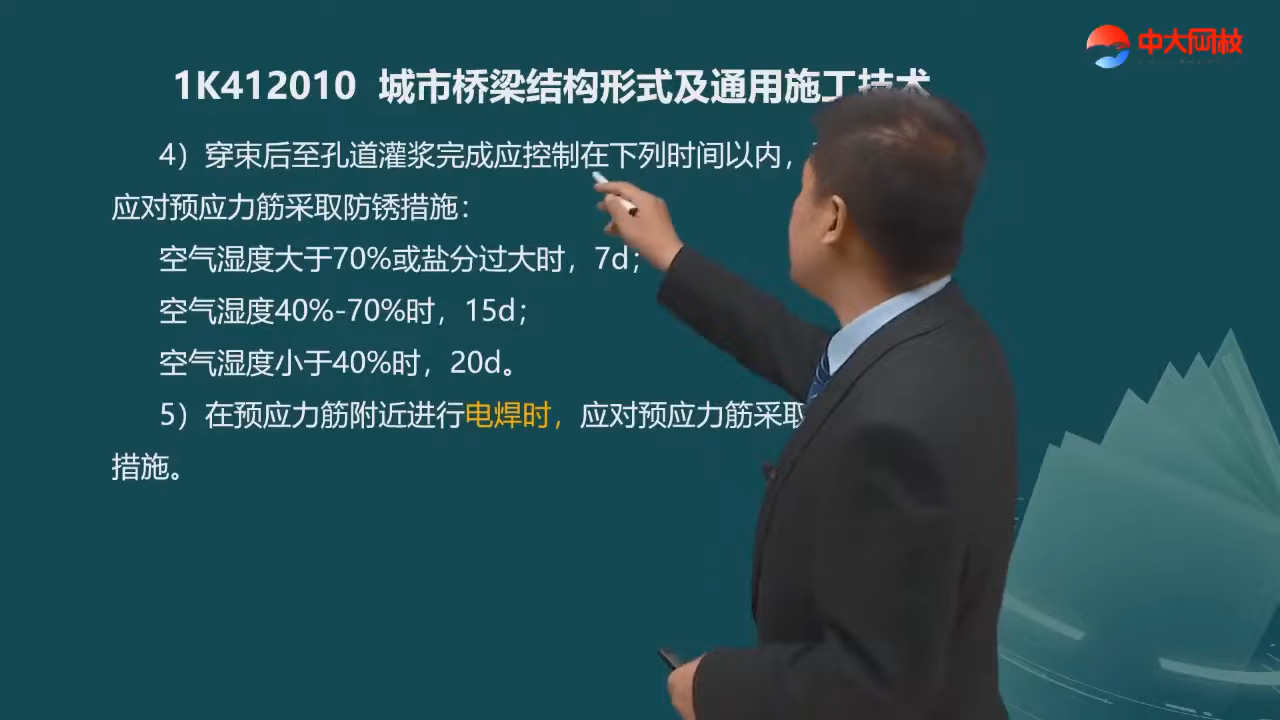 中大网校
1K412010 城市桥梁结构形式及通用施工技术
4）穿束后至孔道灌浆完成应控制在下列时间以内，
应对预应力筋采取防锈措施：
空气湿度大于70%或盐分过大时，7d；
空气湿度40%-70%时，15d；
空气湿度小于40%时，20d。
5）在预应力筋附近进行电焊时，应对预应力筋采取
措施。